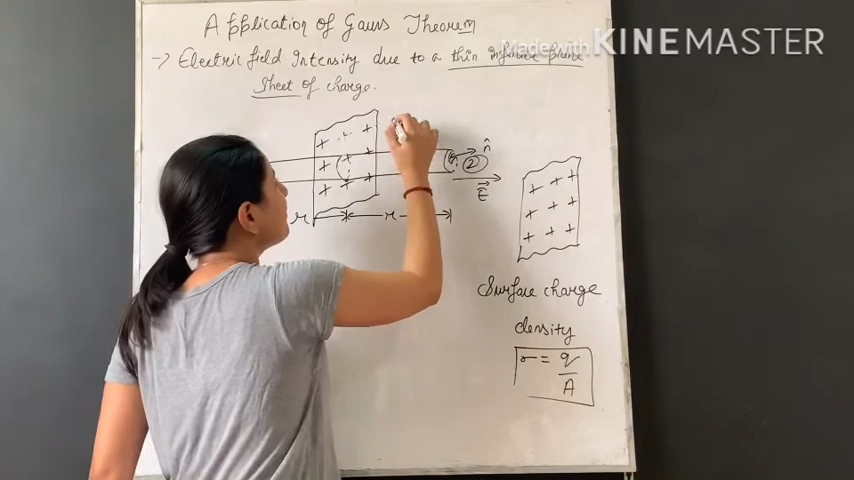 Application of Gauss Theorem
→ Electric field Intensity due to a thin infinite plane
Sheet of charge.
Made with KINEMASTER
+ + +
+ + +
+ + +
n̂
2
E⃗
r
r
+ + +
+ + +
+ + +
Surface charge
density
σ = q
A